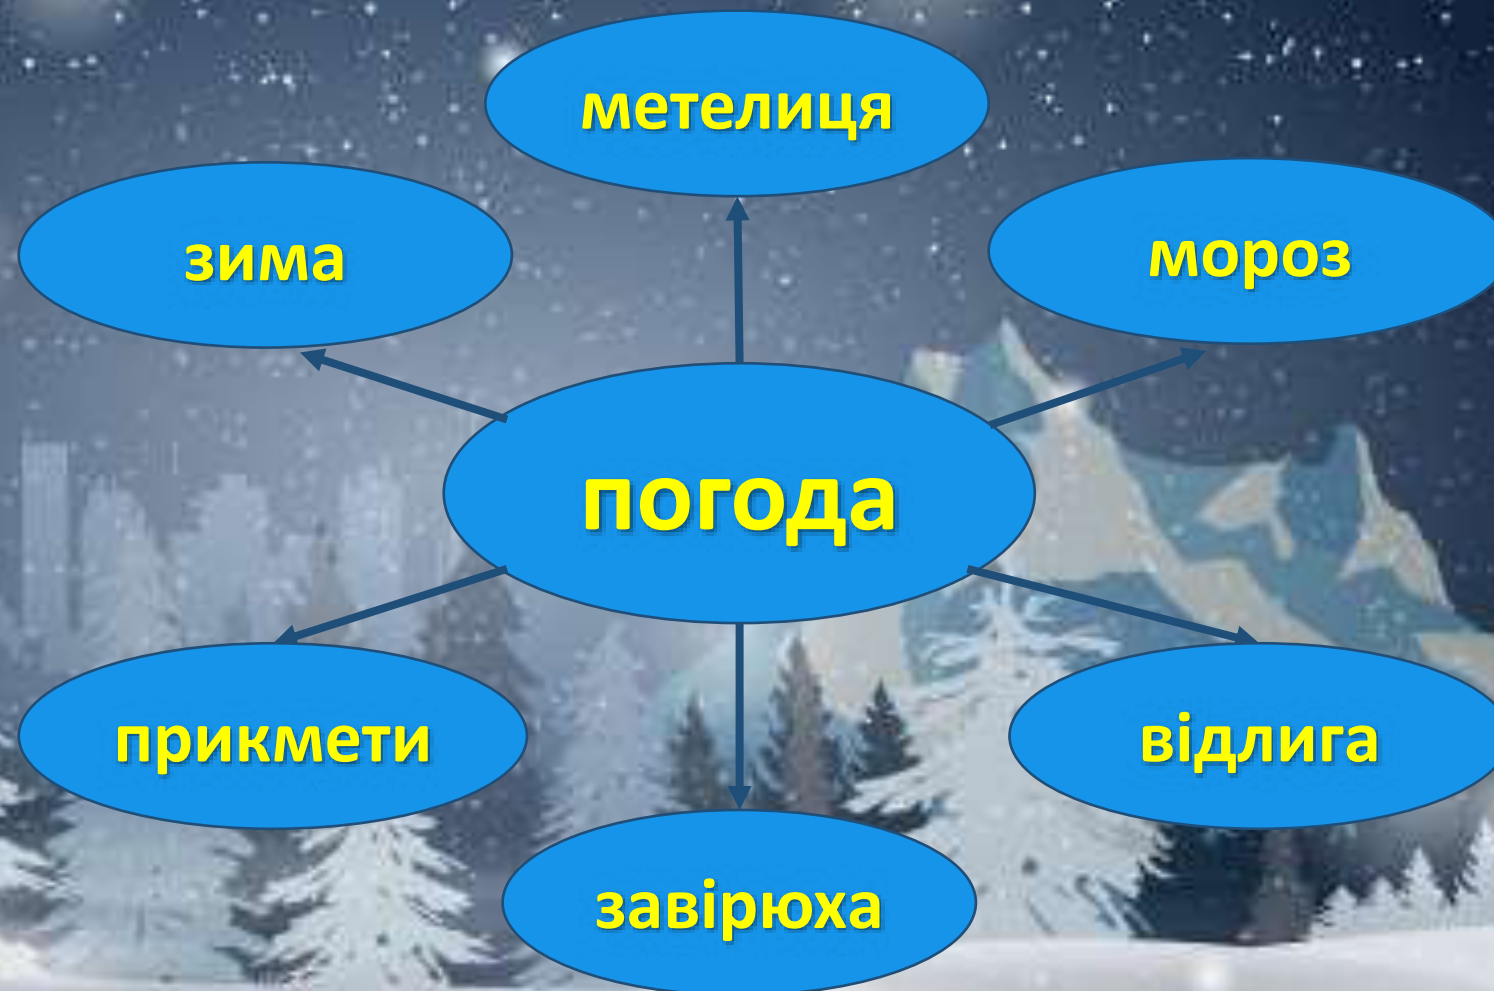 метелиця
зима
мороз
погода
прикмети
відлига
завірюха